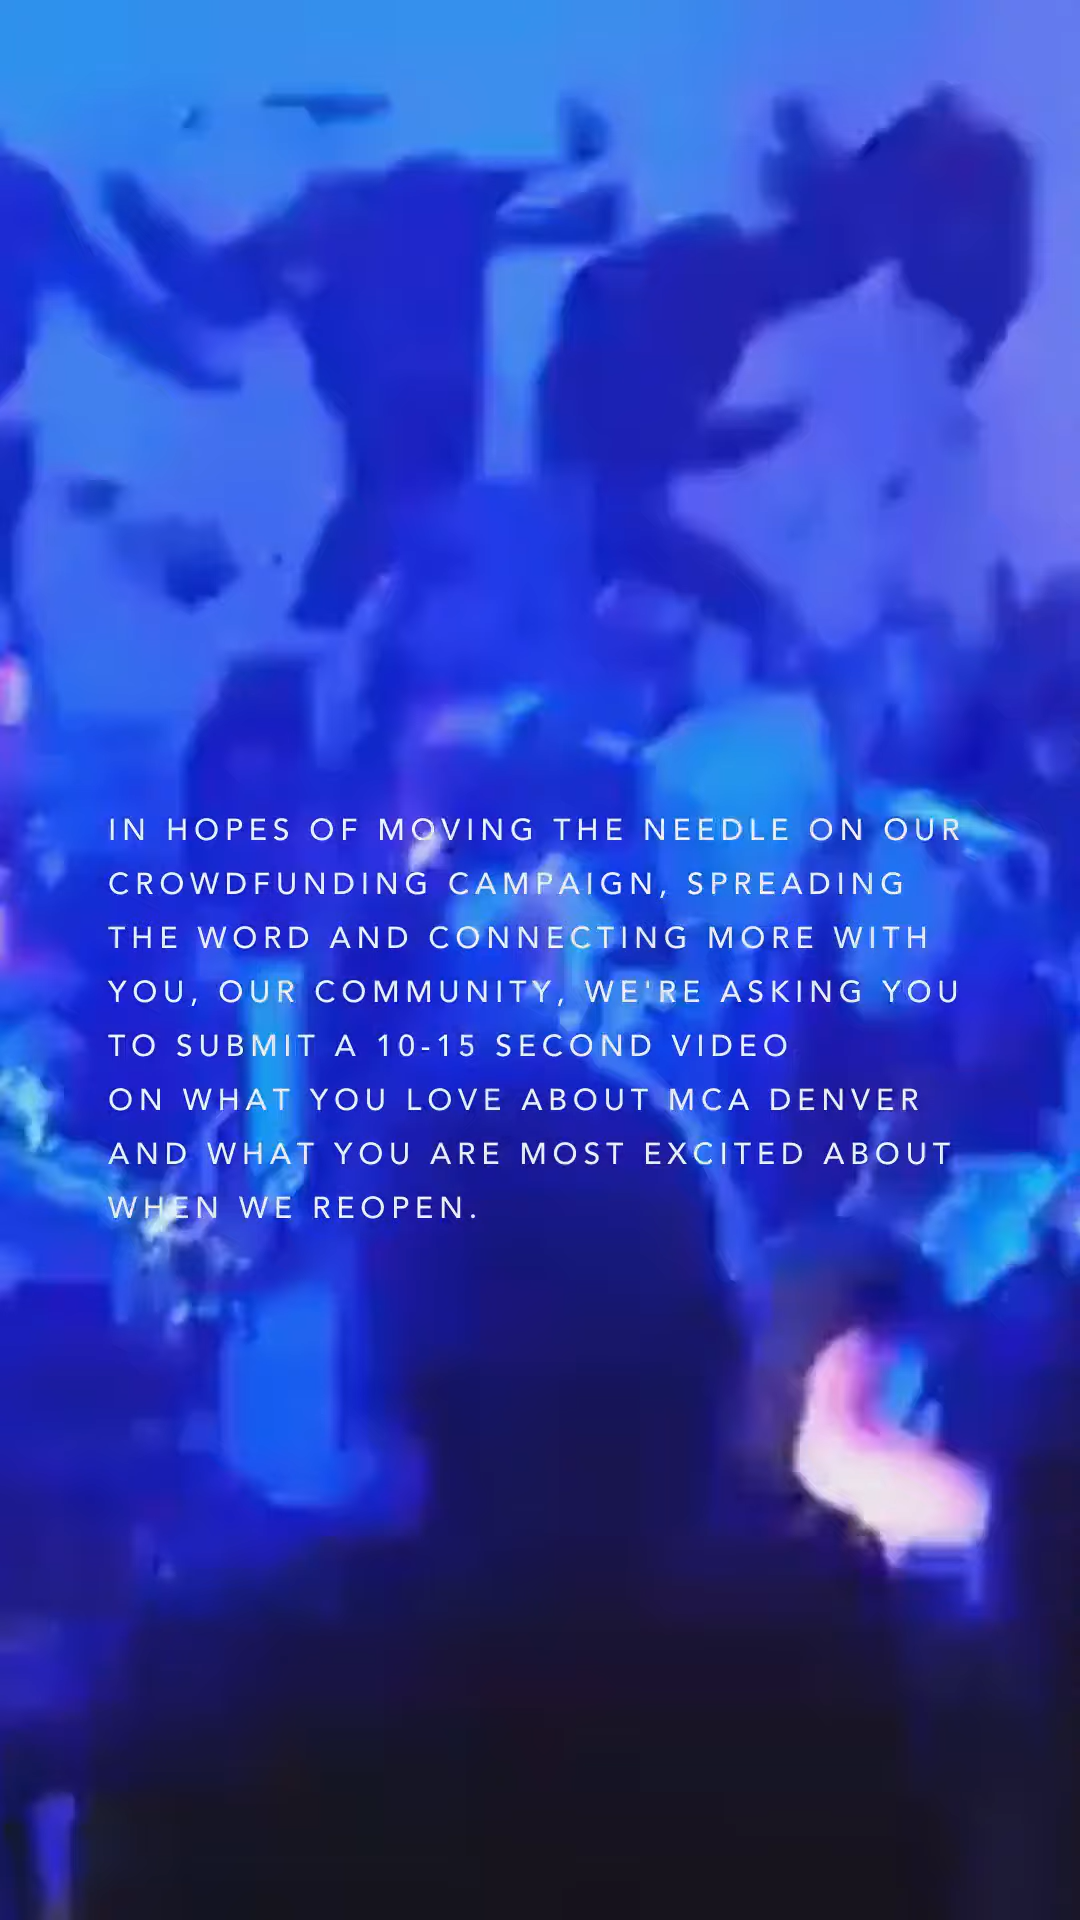 IN HOPES OF MOVING THE NEEDLE ON OUR
CROWDFUNDING CAMPAIGN, SPREADING
THE WORD AND CONNECTING MORE WITH
YOU, OUR COMMUNITY, WE'RE ASKING YOU
TO SUBMIT A 10-15 SECOND VIDEO
ON WHAT YOU LOVE ABOUT MCA DENVER
AND WHAT YOU ARE MOST EXCITED ABOUT
WHEN WE REOPEN.